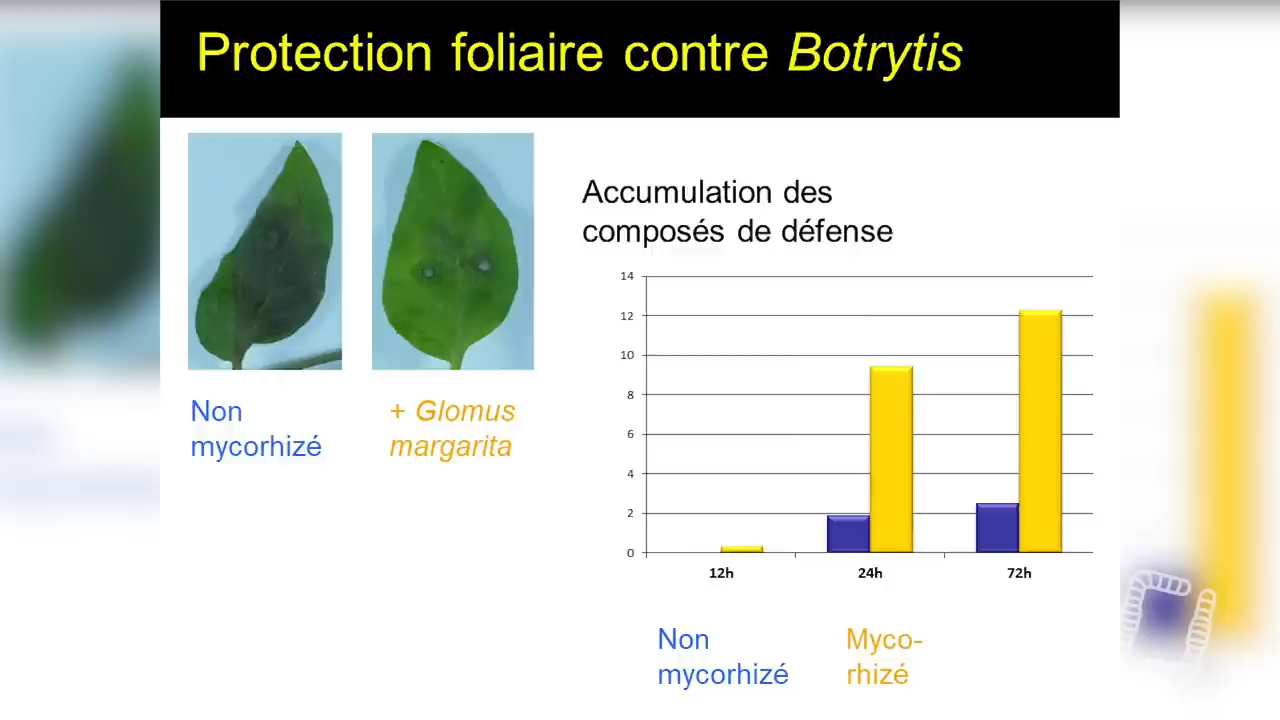 Protection foliaire contre Botrytis
Non
mycorhizé
+ Glomus
margarita
Accumulation des
composés de défense
14
12
10
8
6
4
2
0
12h
24h
72h
Non
mycorhizé
Myco-
rhizé